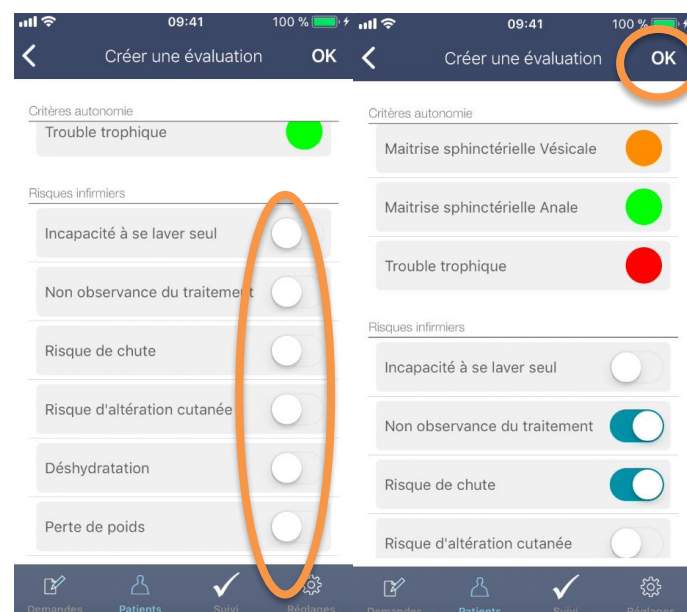 09:41
100 %
Créer une évaluation
OK
Critères autonomie
Trouble trophique
Risques infirmiers
Incapacité à se laver seul
Non observance du traitement
Risque de chute
Risque d'altération cutanée
Déshydratation
Perte de poids
Demandes
Patients
Suivi
Réglages
09:41
100 %
Créer une évaluation
OK
Critères autonomie
Maitrise sphinctérielle Vésicale
Maitrise sphinctérielle Anale
Trouble trophique
Risques infirmiers
Incapacité à se laver seul
Non observance du traitement
Risque de chute
Risque d'altération cutanée
Demandes
Patients
Suivi
Réglages